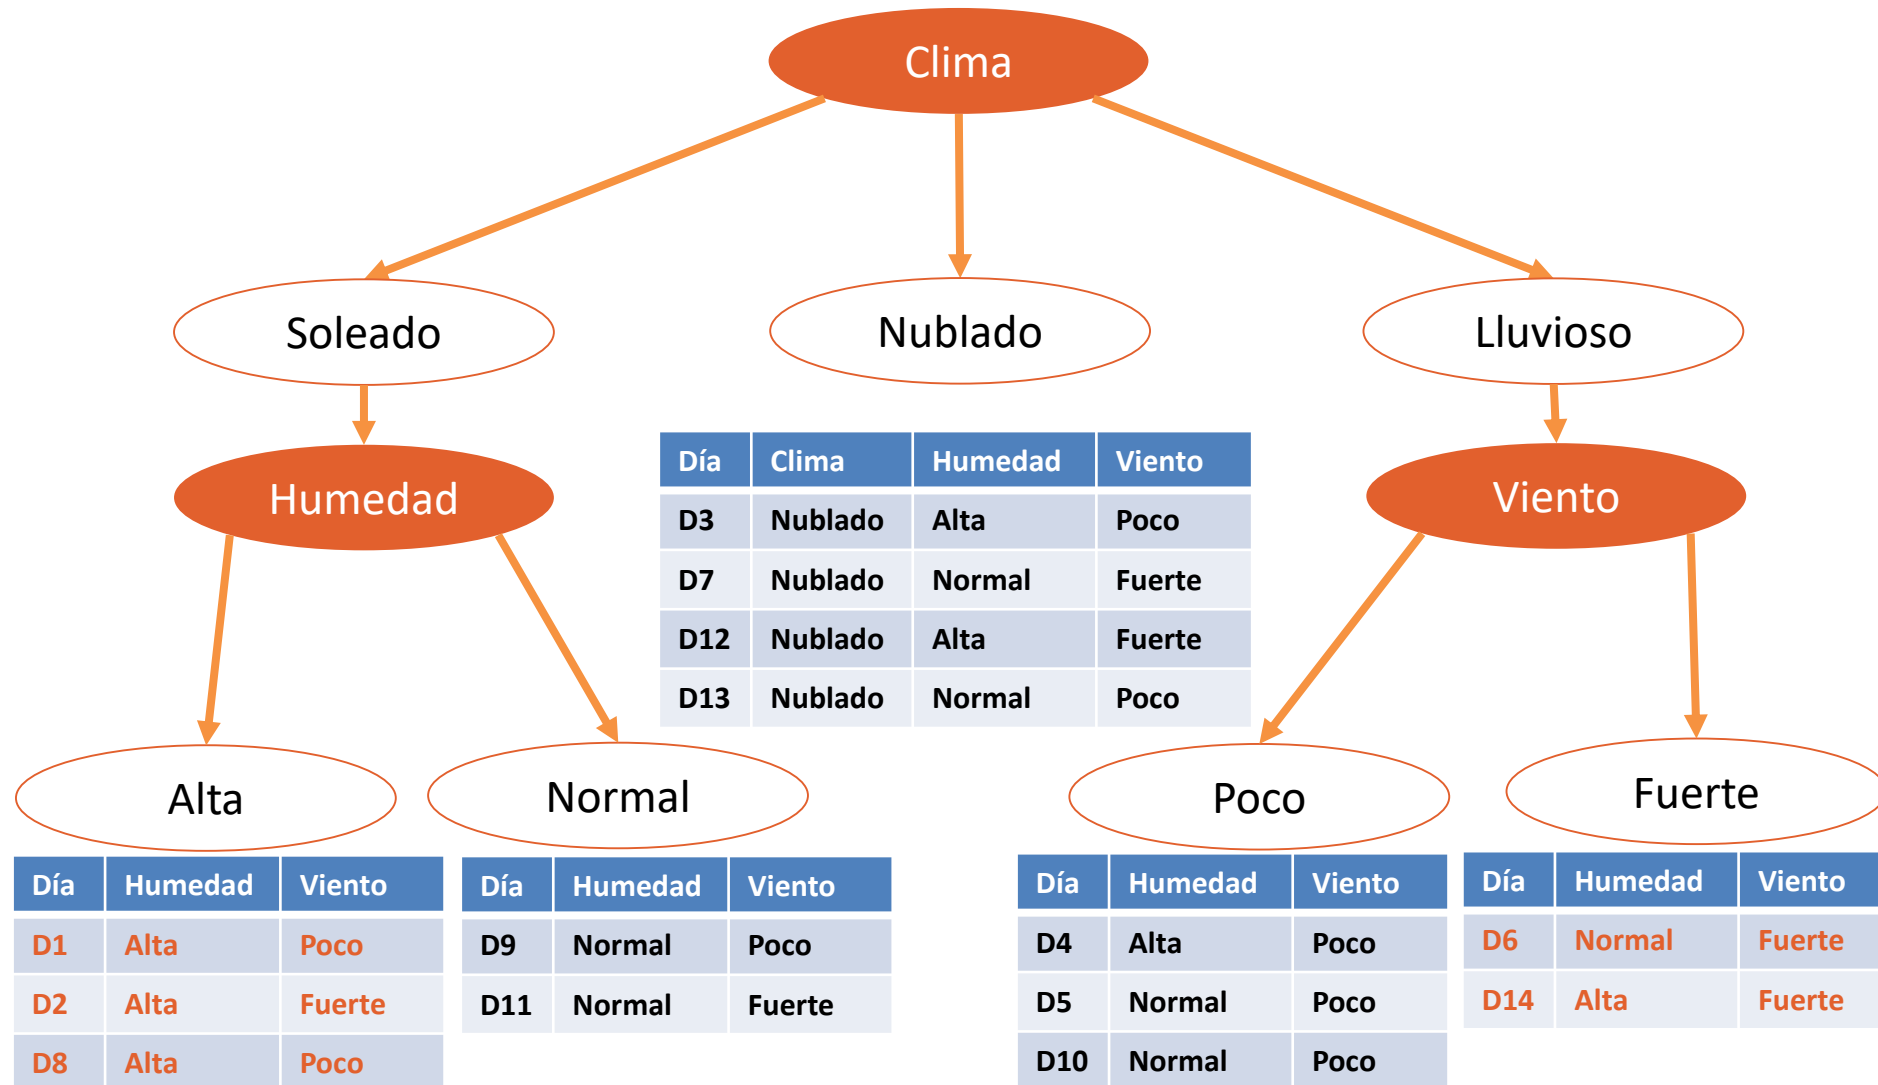 Clima
Soleado
Nublado
Lluvioso
Humedad
Viento
Día Clima Humedad Viento
D3 Nublado Alta Poco
D7 Nublado Normal Fuerte
D12 Nublado Alta Fuerte
D13 Nublado Normal Poco
Alta
Normal
Poco
Fuerte
Día Humedad Viento
D1 Alta Poco
D2 Alta Fuerte
D8 Alta Poco
Día Humedad Viento
D9 Normal Poco
D11 Normal Fuerte
Día Humedad Viento
D4 Alta Poco
D5 Normal Poco
D10 Normal Poco
Día Humedad Viento
D6 Normal Fuerte
D14 Alta Fuerte